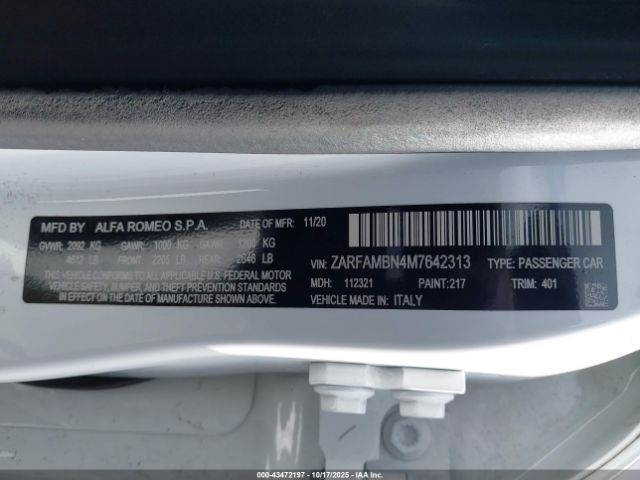 MFD BY ALFA ROMEO S.P.A. DATE OF MFR: 11/20
GVWR: 2092 KG GAWR: 1000 KG GAWR: 1200 KG
4612 LB FRONT: 2205 LB REAR: 2646 LB
THIS VEHICLE CONFORMS TO ALL APPLICABLE U.S. FEDERAL MOTOR
VEHICLE SAFETY, BUMPER, AND THEFT PREVENTION STANDARDS
IN EFFECT ON THE DATE OF MANUFACTURE SHOWN ABOVE.
VIN: ZARFAMBN4M7642313 TYPE: PASSENGER CAR
MDH: 112321 PAINT: 217 TRIM: 401
VEHICLE MADE IN: ITALY
000-43472197 - 10/17/2025 - IAAI.COM